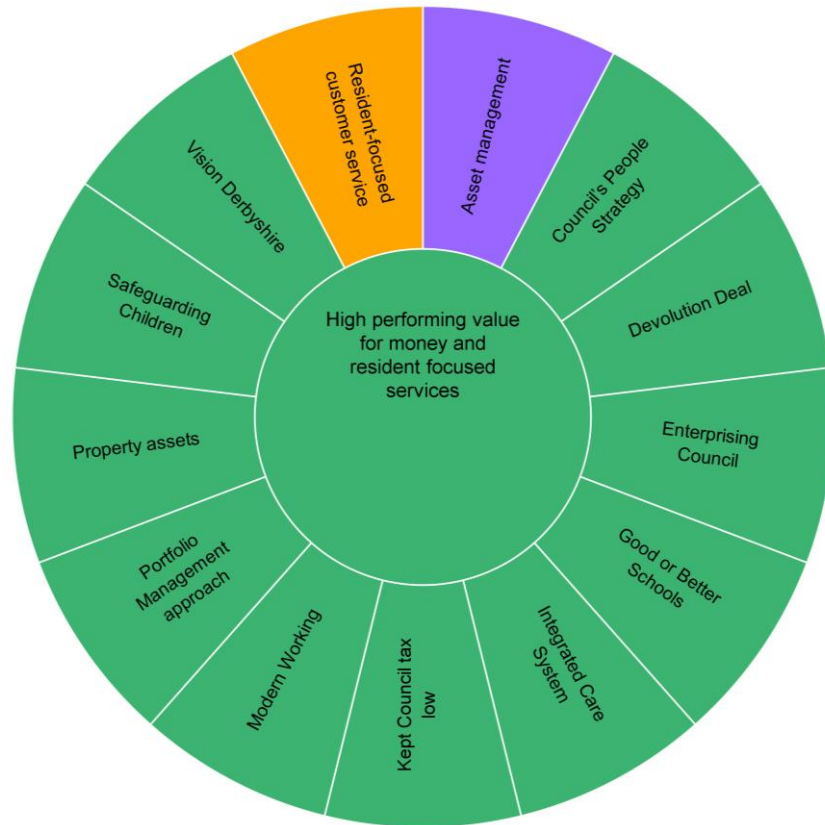 High performing value
for money and
resident focused
services
Asset management
Council's People
Strategy
Devolution Deal
Enterprising
Council
Good or Better
Schools
Integrated Care
System
Kept Council tax
low
Modern Working
Portfolio
Management
approach
Property assets
Safeguarding
Children
Vision Derbyshire
Resident-focused
customer service